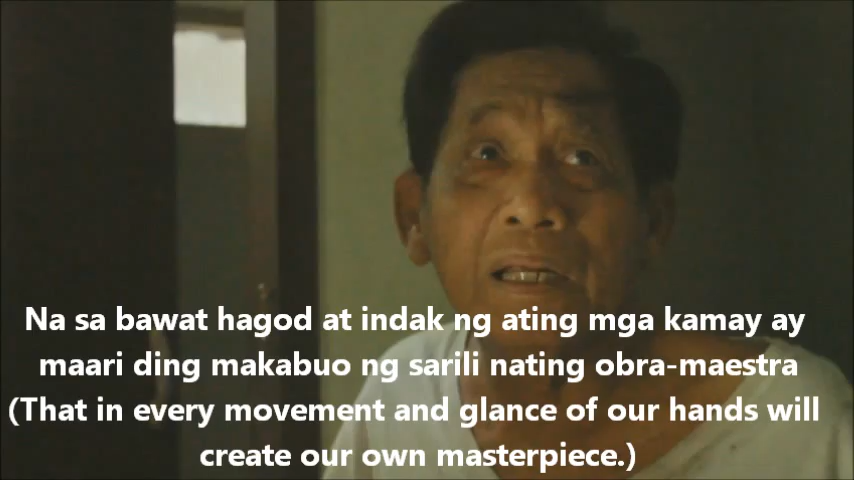 Na sa bawat hagod at indak ng ating mga kamay ay
maari ding makabuo ng sarili nating obra-maestra
(That in every movement and glance of our hands will
create our own masterpiece.)